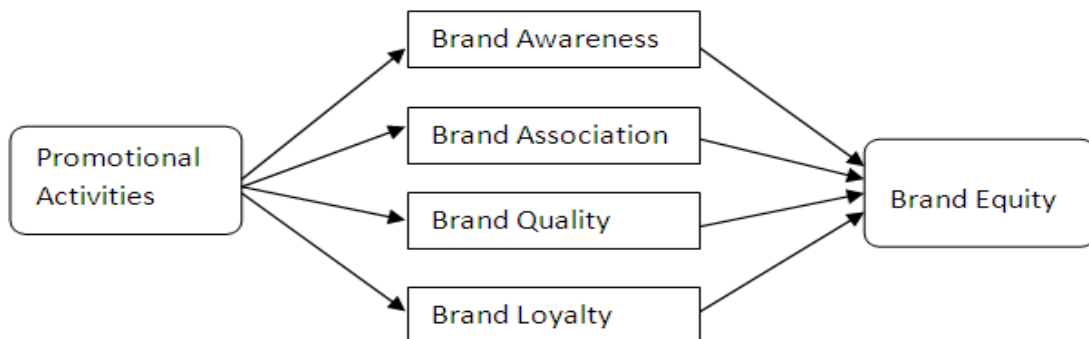 Brand Awareness
Brand Association
Promotional
Activities
Brand Quality
Brand Equity
Brand Loyalty